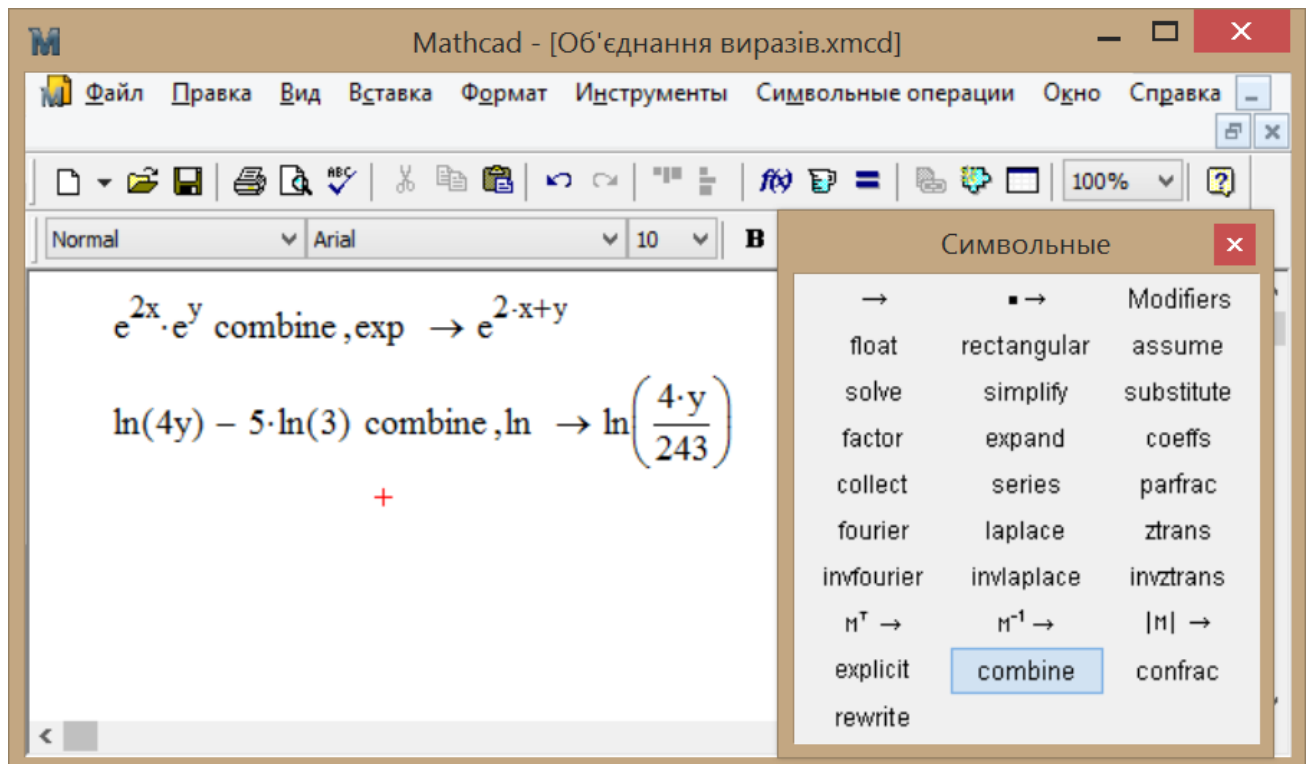 Mathcad - [Об'єднання виразів.xmcd]
Файл Правка Вид Вставка Формат Инструменты Символьные операции Окно Справка
100%
Normal Arial 10 B
Символьные
e^{2x}·e^{y} combine ,exp → e^{2·x+y}
ln(4y) − 5·ln(3) combine ,ln → ln(4·y/243)
→ ▪ → Modifiers
float rectangular assume
solve simplify substitute
factor expand coeffs
collect series parfrac
fourier laplace ztrans
invfourier invlaplace invztrans
M^T → M^-1 → |M| →
explicit combine confrac
rewrite